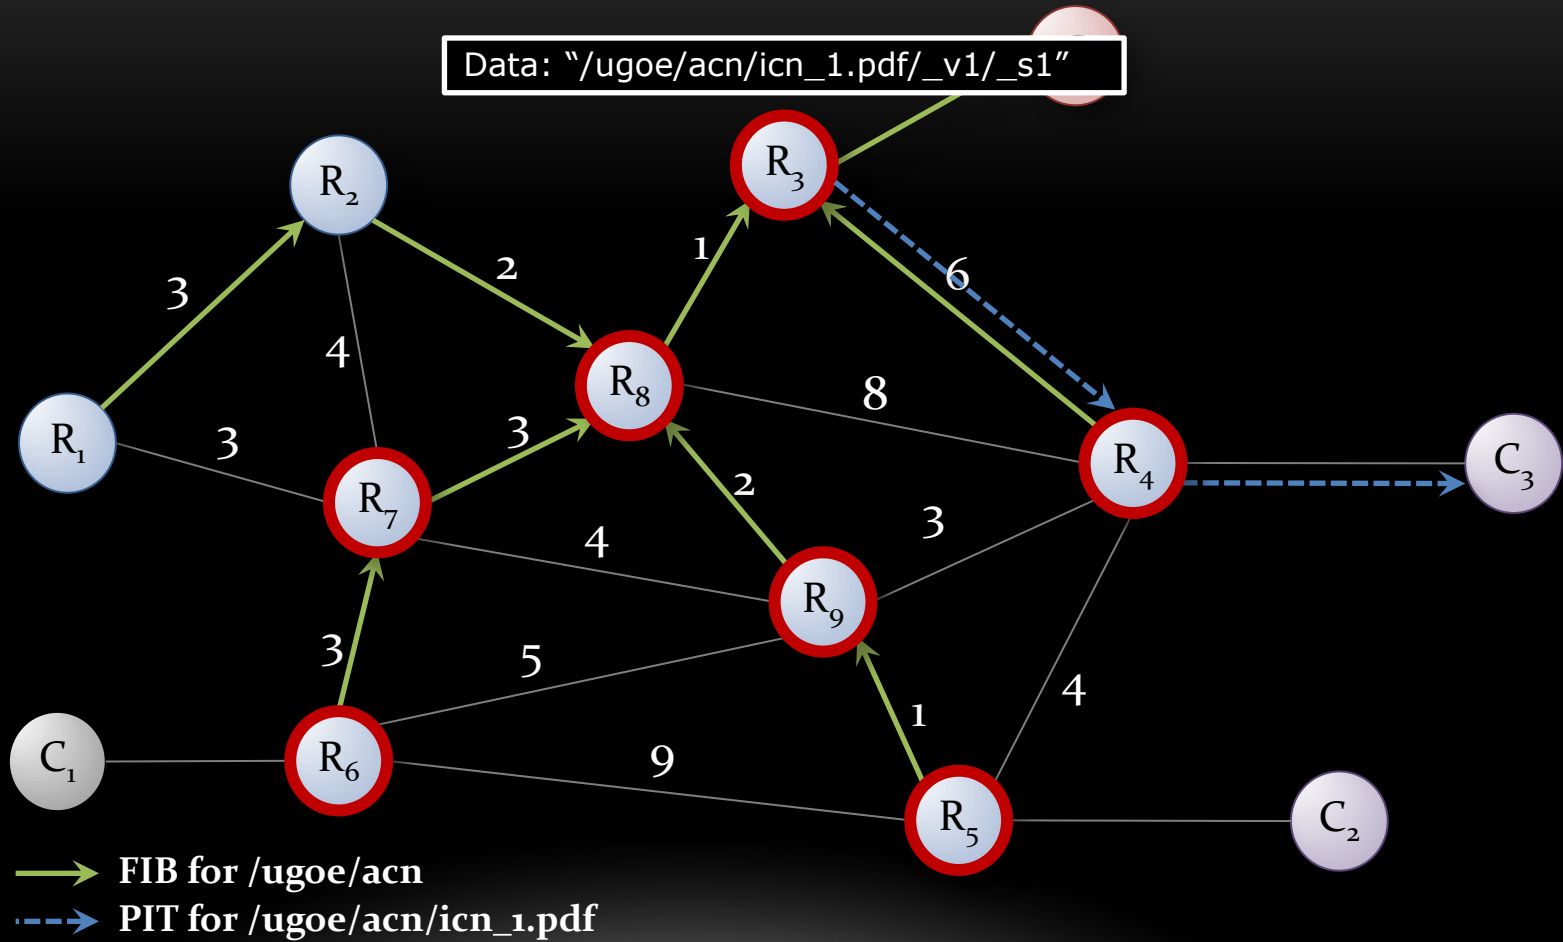 Data: “/ugoe/acn/icn_1.pdf/_v1/_s1”
R3
R2
1
6
2
3
4
R8
8
R1
3
3
R4
C3
R7
2
4
3
R9
3
5
4
1
C1
R6
9
R5
C2
FIB for /ugoe/acn
PIT for /ugoe/acn/icn_1.pdf